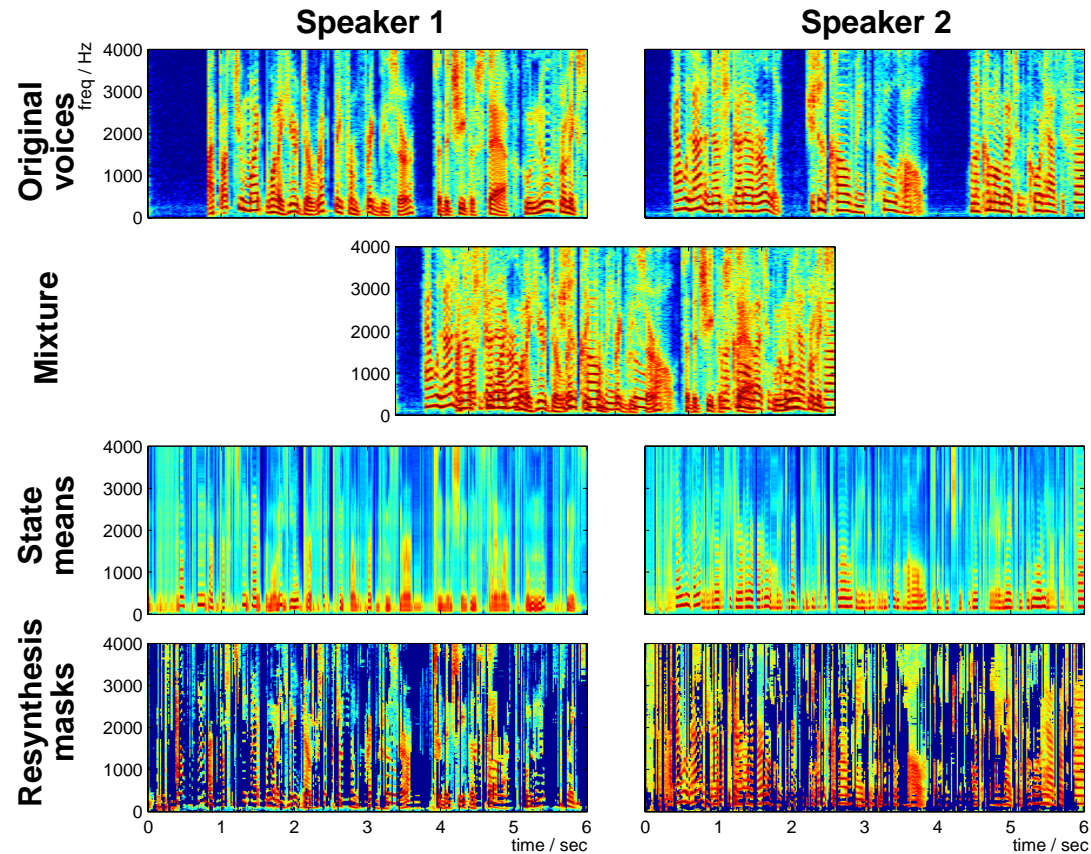 Speaker 1
Speaker 2
Original
voices
freq / Hz
4000
3000
2000
1000
0
Mixture
4000
3000
2000
1000
0
State
means
4000
3000
2000
1000
0
Resynthesis
masks
4000
3000
2000
1000
0
0 1 2 3 4 5 6
time / sec
0 1 2 3 4 5 6
time / sec